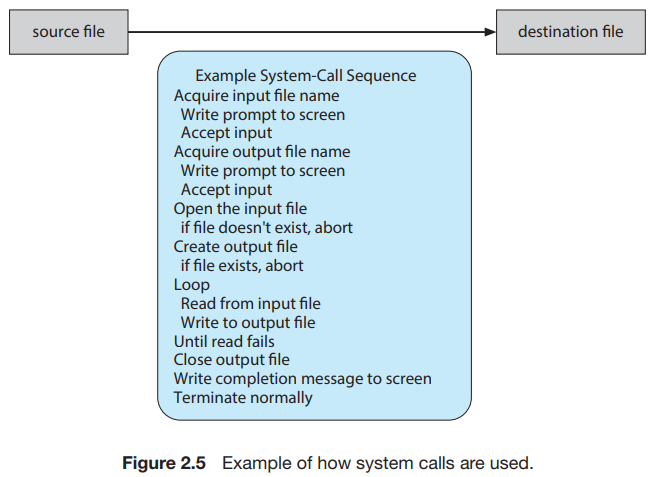 source file
destination file
Example System-Call Sequence
Acquire input file name
Write prompt to screen
Accept input
Acquire output file name
Write prompt to screen
Accept input
Open the input file
if file doesn't exist, abort
Create output file
if file exists, abort
Loop
Read from input file
Write to output file
Until read fails
Close output file
Write completion message to screen
Terminate normally
Figure 2.5 Example of how system calls are used.